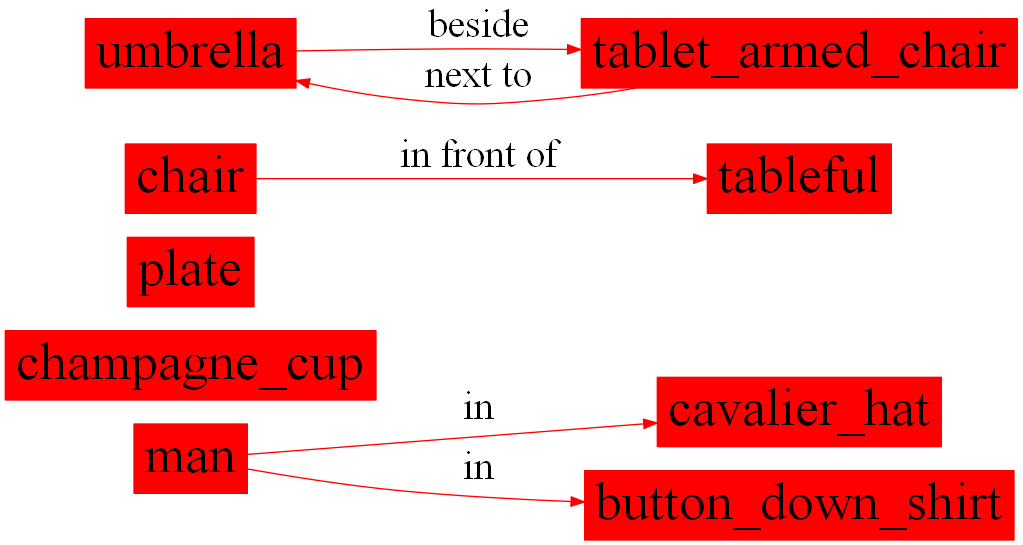 umbrella
beside
tablet_armed_chair
next to
chair
in front of
tableful
plate
champagne_cup
man
in
cavalier_hat
in
button_down_shirt